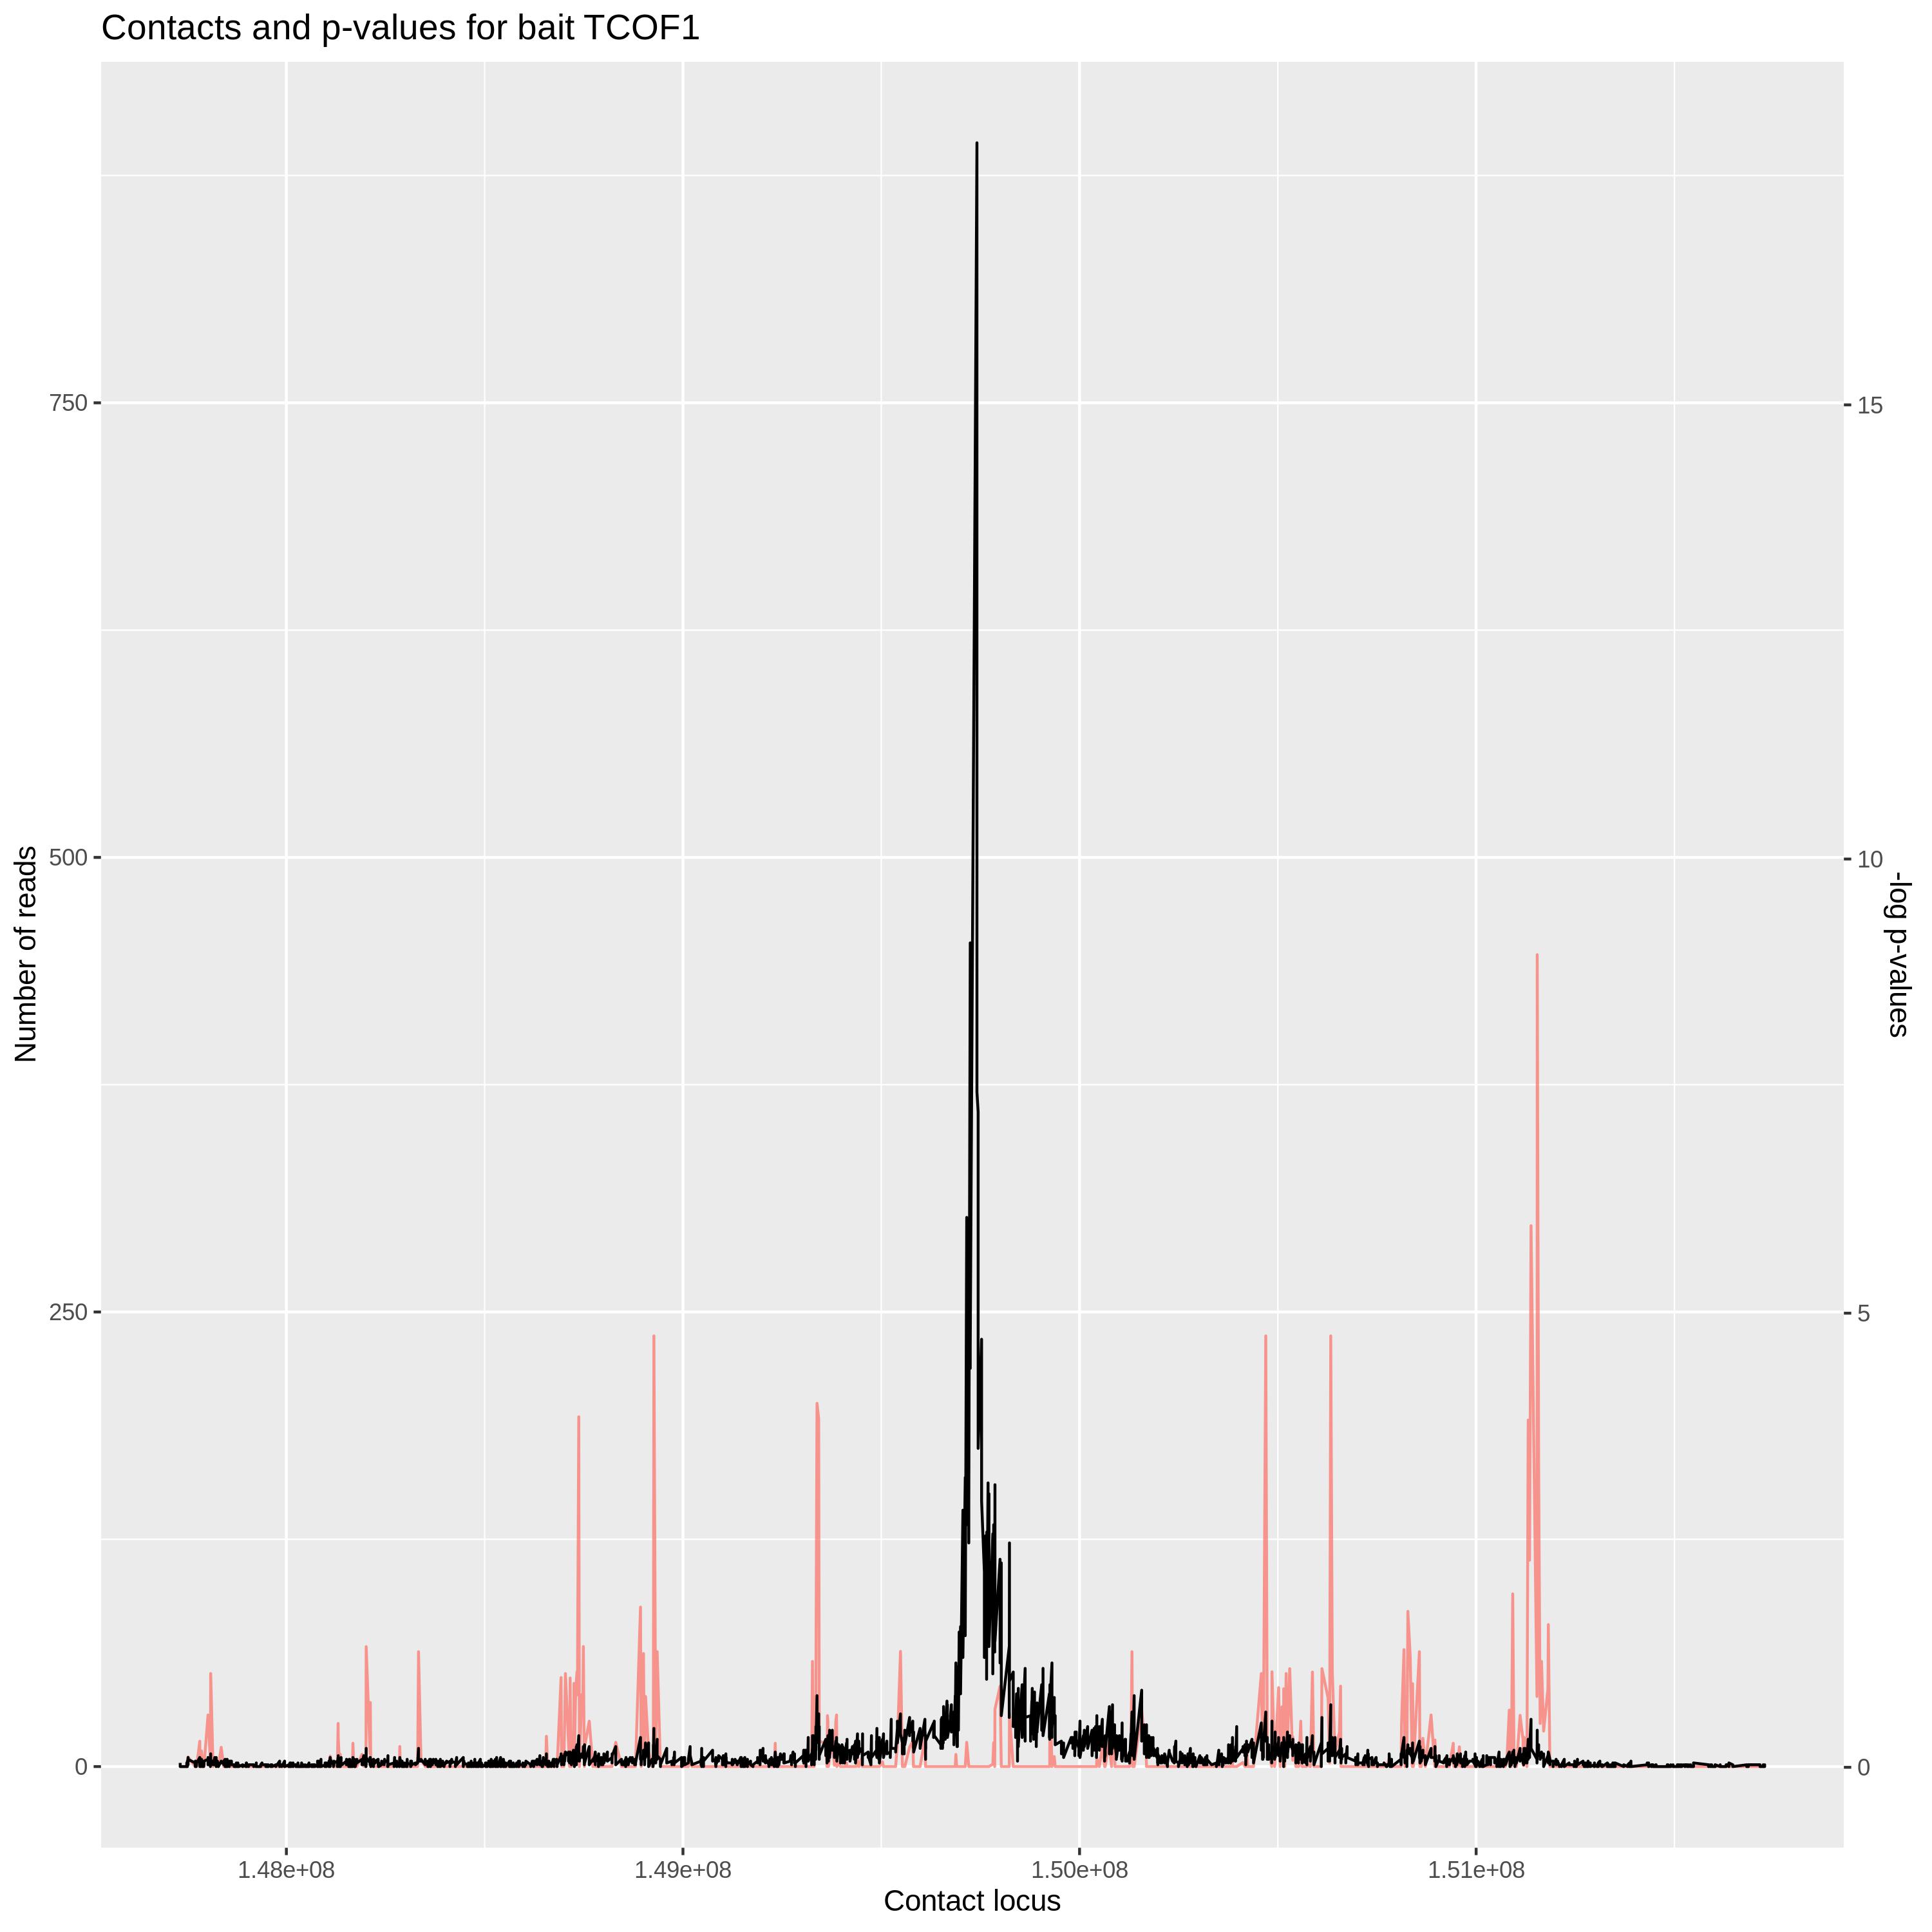 Contacts and p-values for bait TCOF1
Number of reads
750
500
250
0
15
10
5
0
-log p-values
1.48e+08
1.49e+08
1.50e+08
1.51e+08
Contact locus